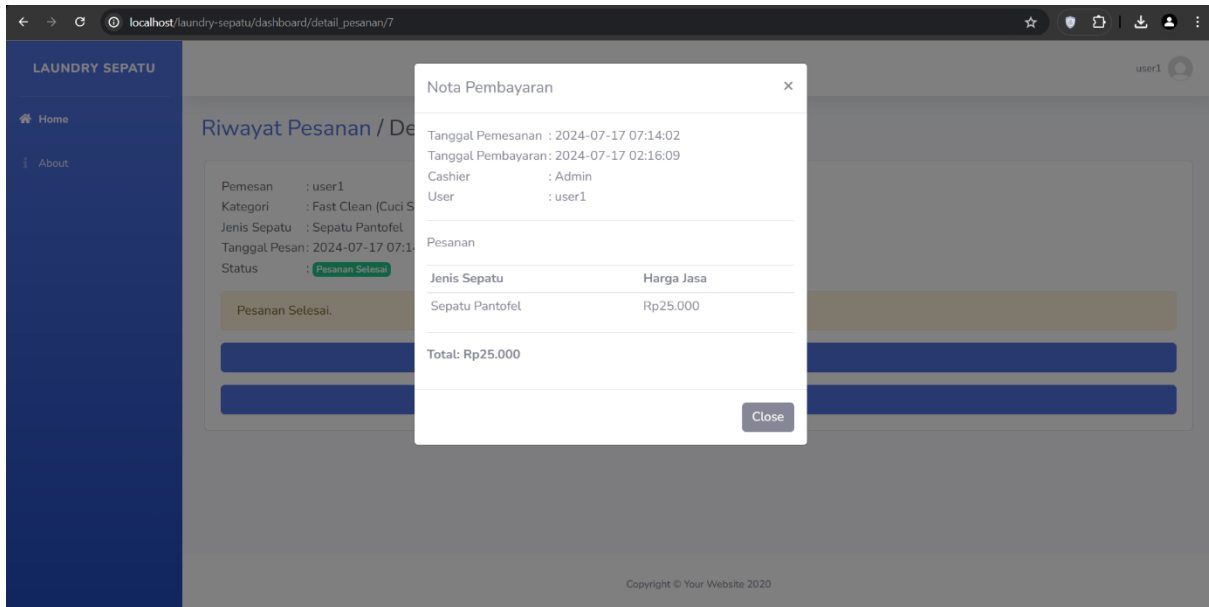 localhost/laundry-sepatu/dashboard/detail_pesanan/7
LAUNDRY SEPATU
user1
Home
About
Riwayat Pesanan / De
Pemesan : user1
Kategori : Fast Clean (Cuci S
Jenis Sepatu : Sepatu Pantofel
Tanggal Pesan : 2024-07-17 07:1
Status : Pesanan Selesai
Pesanan Selesai.
Nota Pembayaran ×
Tanggal Pemesanan : 2024-07-17 07:14:02
Tanggal Pembayaran : 2024-07-17 02:16:09
Cashier : Admin
User : user1
Pesanan
Jenis Sepatu Harga Jasa
Sepatu Pantofel Rp25.000
Total: Rp25.000
Close
Copyright © Your Website 2020